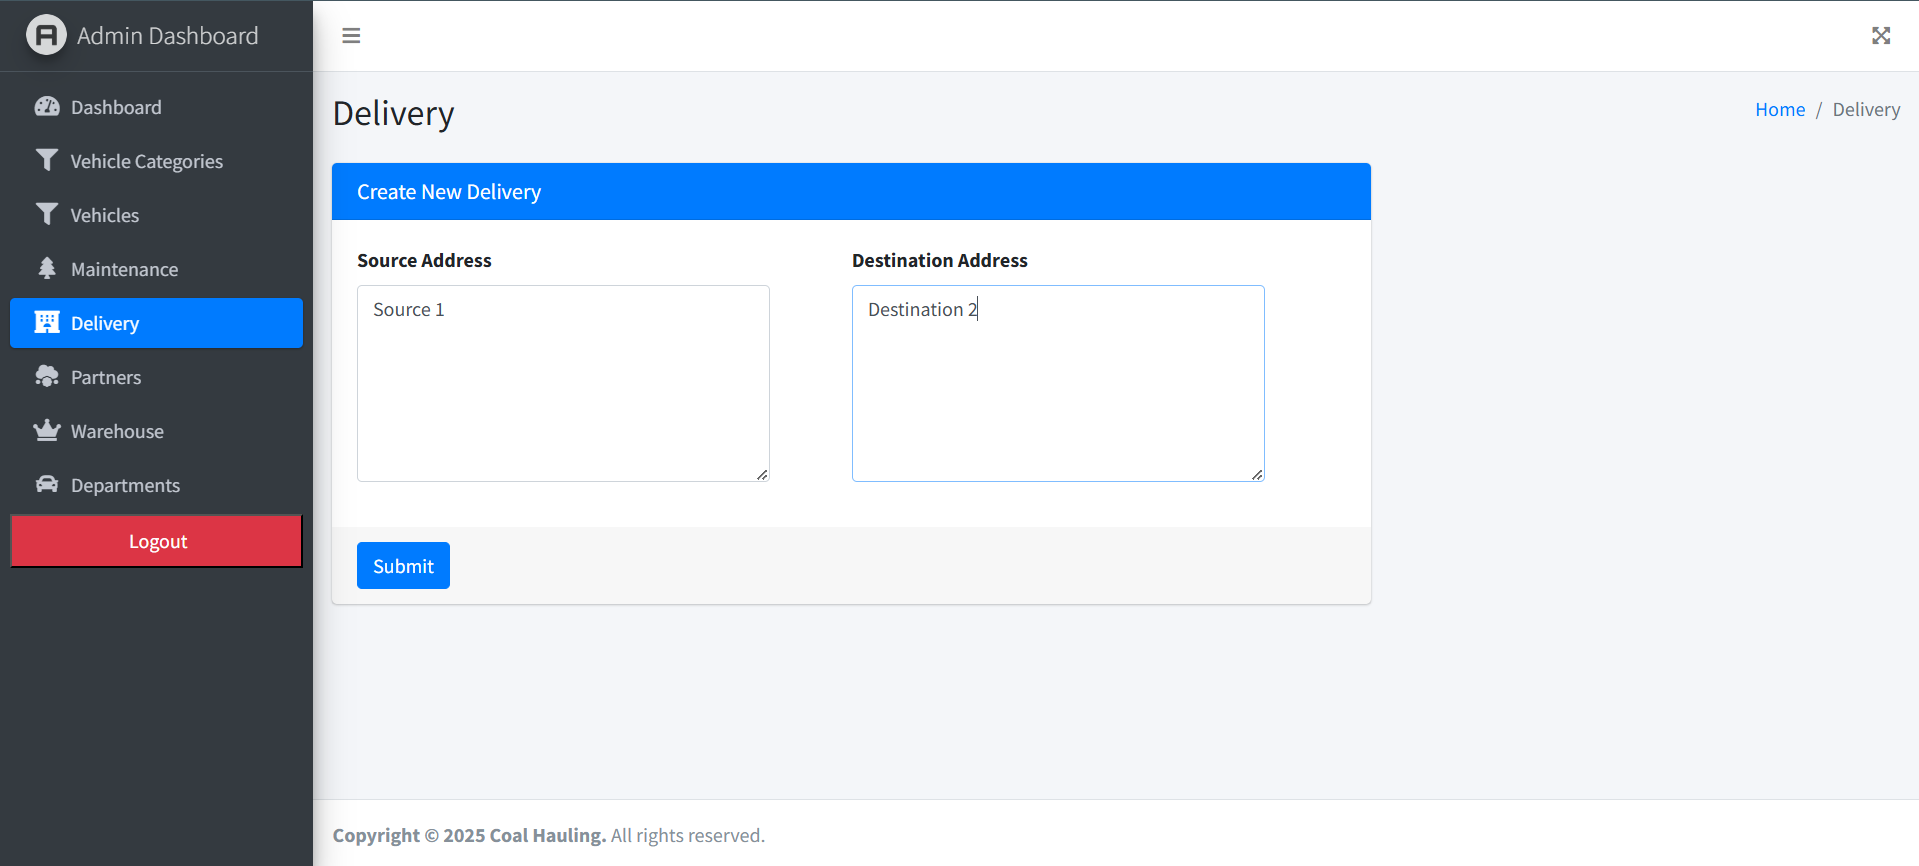 Admin Dashboard
Dashboard
Vehicle Categories
Vehicles
Maintenance
Delivery
Partners
Warehouse
Departments
Logout
Delivery
Home / Delivery
Create New Delivery
Source Address
Source 1
Destination Address
Destination 2
Submit
Copyright © 2025 Coal Hauling. All rights reserved.